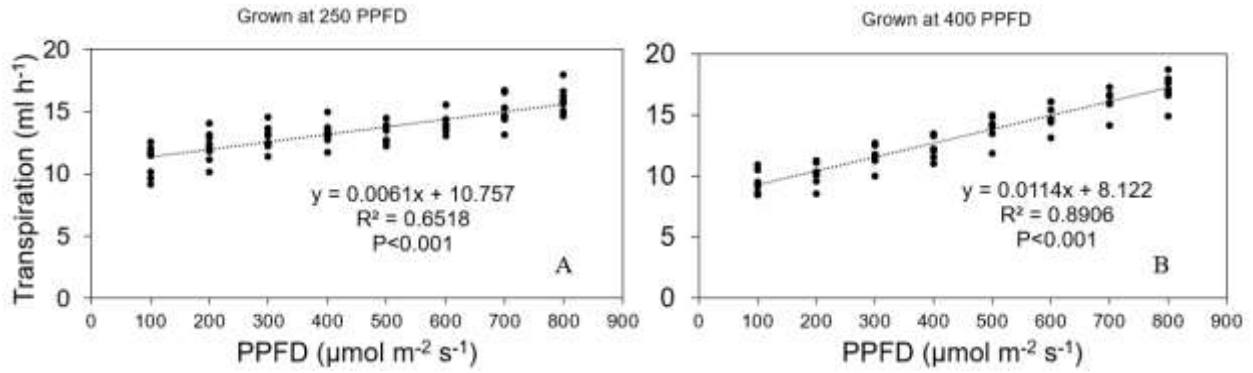 Grown at 250 PPFD
Transpiration (ml h⁻¹)
20
15
10
5
0
y = 0.0061x + 10.757
R² = 0.6518
P<0.001
A
0 100 200 300 400 500 600 700 800 900
PPFD (μmol m⁻² s⁻¹)
Grown at 400 PPFD
20
15
10
5
0
y = 0.0114x + 8.122
R² = 0.8906
P<0.001
B
0 100 200 300 400 500 600 700 800 900
PPFD (μmol m⁻² s⁻¹)